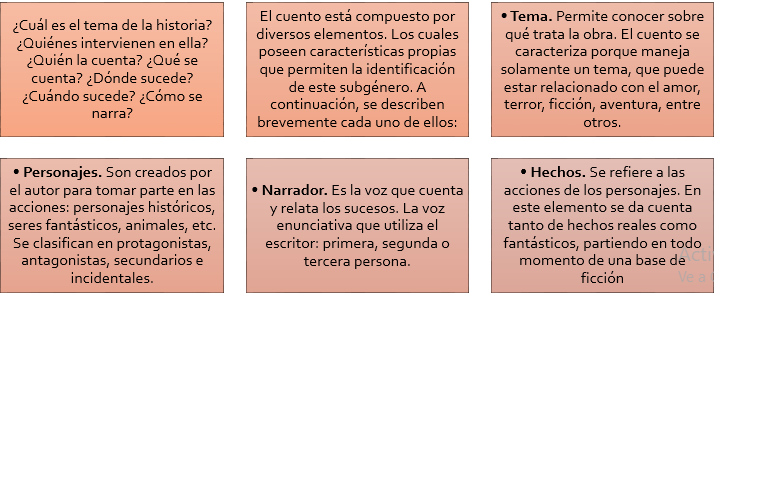 ¿Cuál es el tema de la historia?
¿Quiénes intervienen en ella?
¿Quién la cuenta? ¿Qué se
cuenta? ¿Dónde sucede?
¿Cuándo sucede? ¿Cómo se
narra?
El cuento está compuesto por
diversos elementos. Los cuales
poseen características propias
que permiten la identificación
de este subgénero. A
continuación, se describen
brevemente cada uno de ellos:
• Tema. Permite conocer sobre
qué trata la obra. El cuento se
caracteriza porque maneja
solamente un tema, que puede
estar relacionado con el amor,
terror, ficción, aventura, entre
otros.
• Personajes. Son creados por
el autor para tomar parte en las
acciones: personajes históricos,
seres fantásticos, animales, etc.
Se clasifican en protagonistas,
antagonistas, secundarios e
incidentales.
• Narrador. Es la voz que cuenta
y relata los sucesos. La voz
enunciativa que utiliza el
escritor: primera, segunda o
tercera persona.
• Hechos. Se refiere a las
acciones de los personajes. En
este elemento se da cuenta
tanto de hechos reales como
fantásticos, partiendo en todo
momento de una base de
ficción
Acti
Ve a